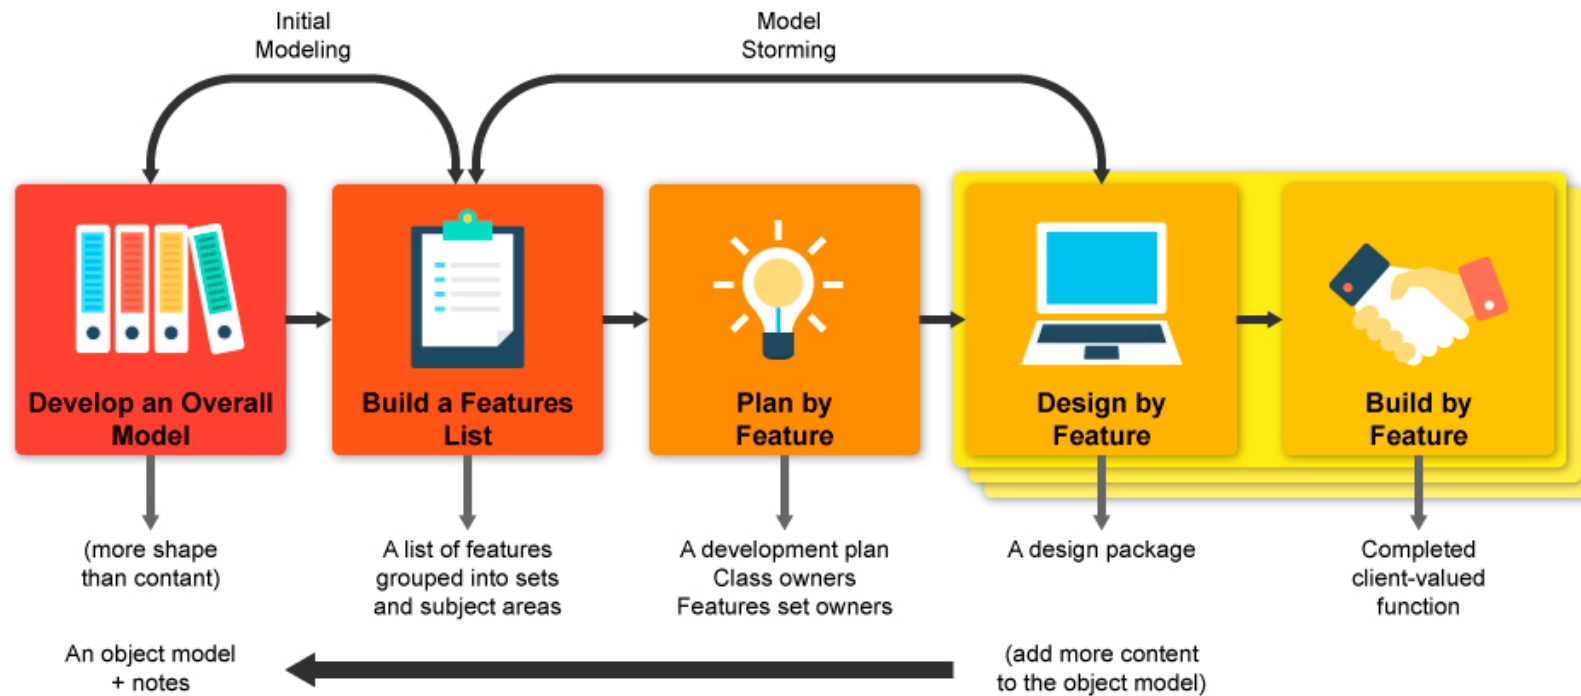 Initial
Modeling
Model
Storming
Develop an Overall
Model
Build a Features
List
Plan by
Feature
Design by
Feature
Build by
Feature
(more shape
than contant)
A list of features
grouped into sets
and subject areas
A development plan
Class owners
Features set owners
A design package
Completed
client-valued
function
An object model
+ notes
(add more content
to the object model)